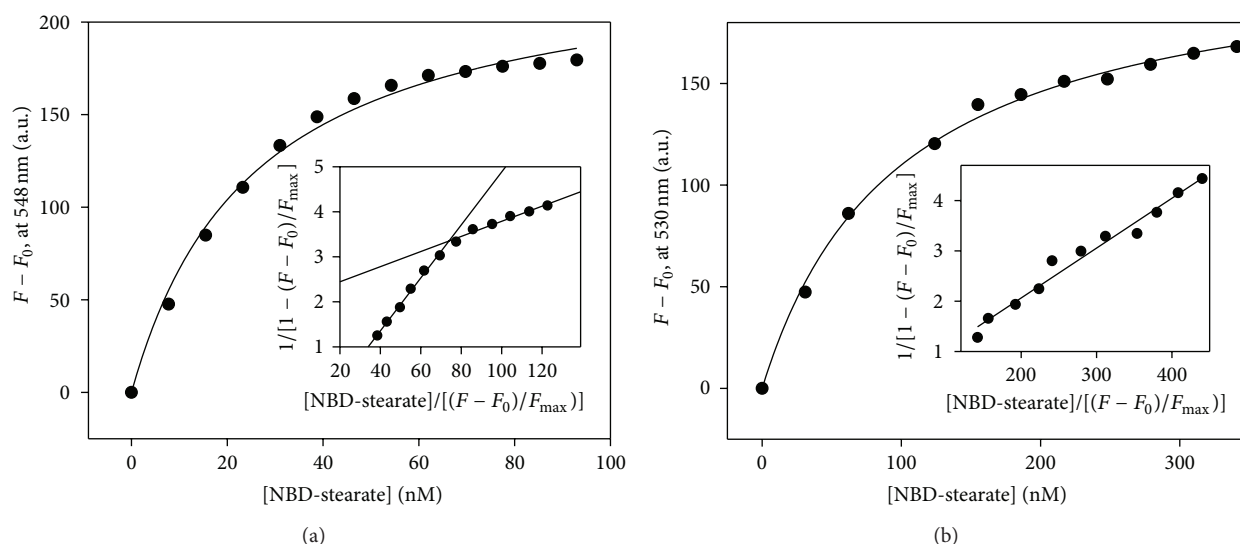 200
150
100
50
0
F − F0, at 548 nm (a.u.)
5
4
3
2
1
1/[1 − (F − F0)/Fmax]
20 40 60 80 100 120
[NBD-stearate]/[(F − F0)/Fmax)]
0 20 40 60 80 100
[NBD-stearate] (nM)
(a)
150
100
50
0
F − F0, at 530 nm (a.u.)
4
3
2
1
1/[1 − (F − F0)/Fmax]
200 300 400
[NBD-stearate]/[(F − F0)/Fmax)]
0 100 200 300
[NBD-stearate] (nM)
(b)